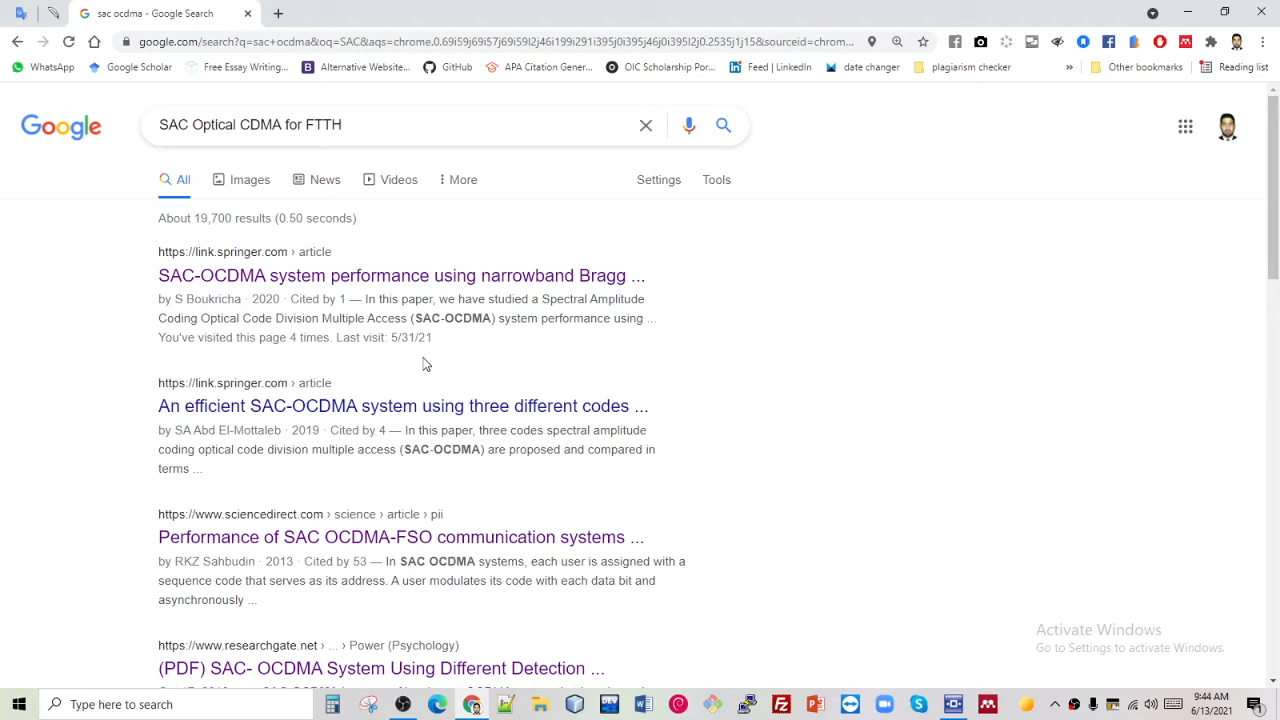 sac ocdma - Google Search
google.com/search?q=sac+ocdma&oq=SAC&aqs=chrome.0.69i59j69i57j69i59l2j46i199i291i395j0i395j46j0i395l2j0.2535j1j15&sourceid=chrom...
WhatsApp Google Scholar Free Essay Writing... Alternative Website... GitHub APA Citation Gener... OIC Scholarship Por... Feed | LinkedIn date changer plagiarism checker » Other bookmarks Reading list
Google SAC Optical CDMA for FTTH
All Images News Videos More Settings Tools
About 19,700 results (0.50 seconds)
https://link.springer.com › article
SAC-OCDMA system performance using narrowband Bragg ...
by S Boukricha · 2020 · Cited by 1 — In this paper, we have studied a Spectral Amplitude
Coding Optical Code Division Multiple Access (SAC-OCDMA) system performance using ...
You've visited this page 4 times. Last visit: 5/31/21
https://link.springer.com › article
An efficient SAC-OCDMA system using three different codes ...
by SA Abd El-Mottaleb · 2019 · Cited by 4 — In this paper, three codes spectral amplitude
coding optical code division multiple access (SAC-OCDMA) are proposed and compared in
terms ...
https://www.sciencedirect.com › science › article › pii
Performance of SAC OCDMA-FSO communication systems ...
by RKZ Sahbudin · 2013 · Cited by 53 — In SAC OCDMA systems, each user is assigned with a
sequence code that serves as its address. A user modulates its code with each data bit and
asynchronously ...
https://www.researchgate.net › ... › Power (Psychology)
(PDF) SAC- OCDMA System Using Different Detection ...
Activate Windows
Go to Settings to activate Windows.
Type here to search
9:44 AM
6/13/2021